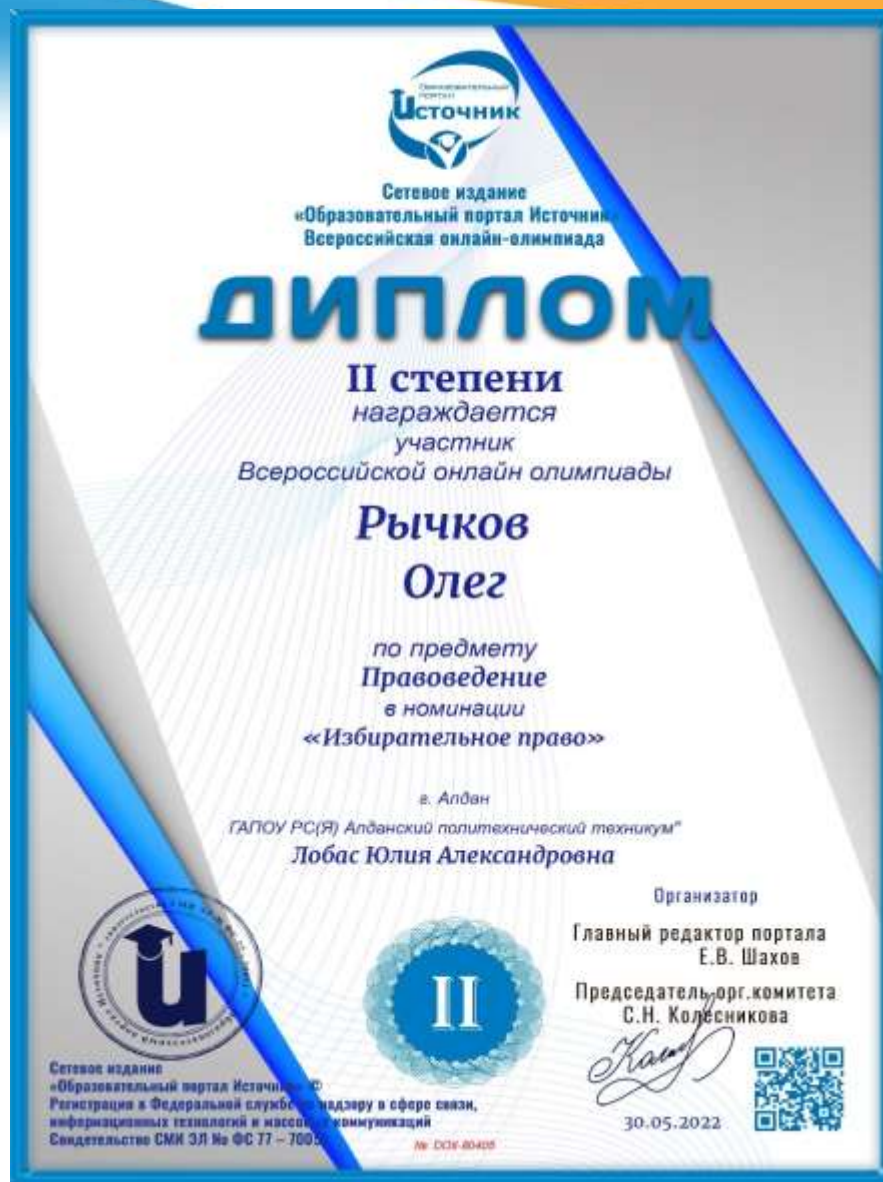 Образовательный
портал
Источник
Сетевое издание
«Образовательный портал Источник»
Всероссийская онлайн-олимпиада
ДИПЛОМ
II степени
награждается
участник
Всероссийской онлайн олимпиады
Рычков
Олег
по предмету
Правоведение
в номинации
«Избирательное право»
г. Алдан
ГАПОУ РС(Я) Алданский политехнический техникум"
Лобас Юлия Александровна
Организатор
Главный редактор портала
Е.В. Шахов
Председатель орг.комитета
С.Н. Колесникова
30.05.2022
II
Сетевое издание
«Образовательный портал Источник» ©
Регистрация в Федеральной службе по надзору в сфере связи,
информационных технологий и массовых коммуникаций
Свидетельство СМИ ЭЛ № ФС 77 –
№ DOK-80405